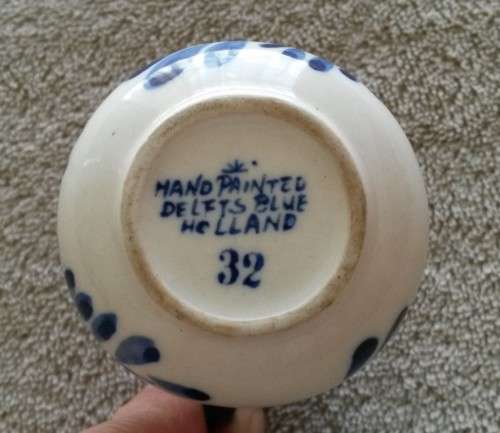 HAND PAINTED
DELFTS BLUE
HOLLAND
32